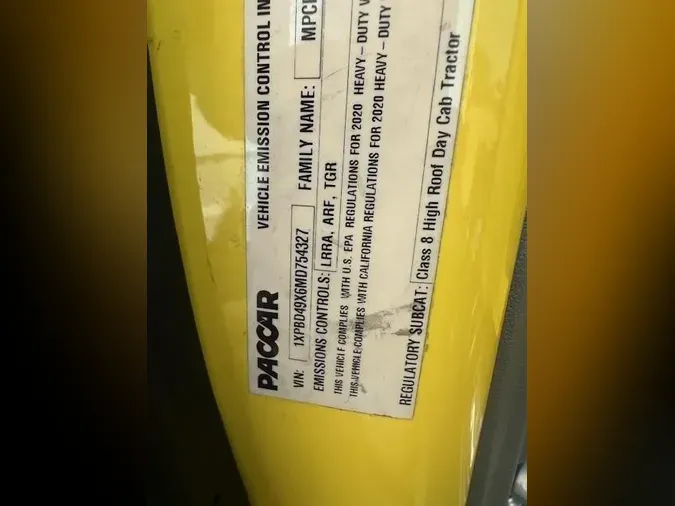 PACCAR VEHICLE EMISSION CONTROL IN
VIN: 1XPBD49X6MD754327 FAMILY NAME: MPC
EMISSIONS CONTROLS: LRRA, ARF, TGR
THIS VEHICLE COMPLIES WITH U.S. EPA REGULATIONS FOR 2020 HEAVY-DUTY V
THIS VEHICLE COMPLIES WITH CALIFORNIA REGULATIONS FOR 2020 HEAVY-DUTY
REGULATORY SUBCAT: Class 8 High Roof Day Cab Tractor